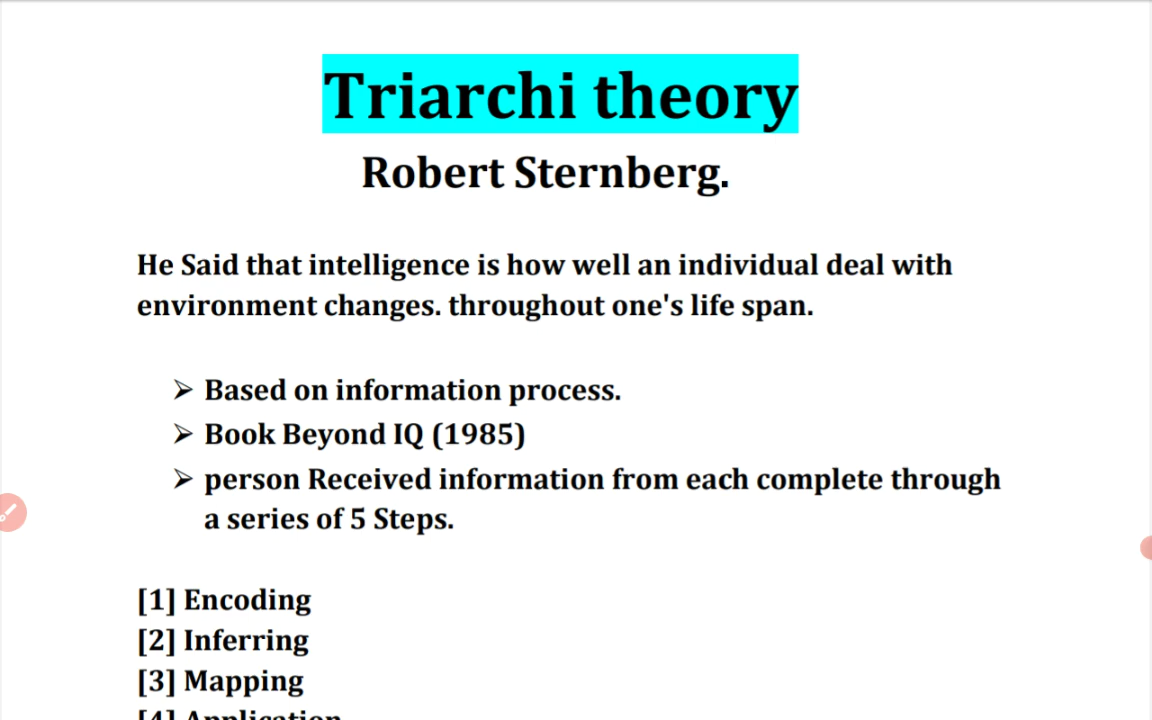 Triarchi theory
Robert Sternberg.
He Said that intelligence is how well an individual deal with
environment changes. throughout one's life span.
➢ Based on information process.
➢ Book Beyond IQ (1985)
➢ person Received information from each complete through
a series of 5 Steps.
[1] Encoding
[2] Inferring
[3] Mapping
[4] Application